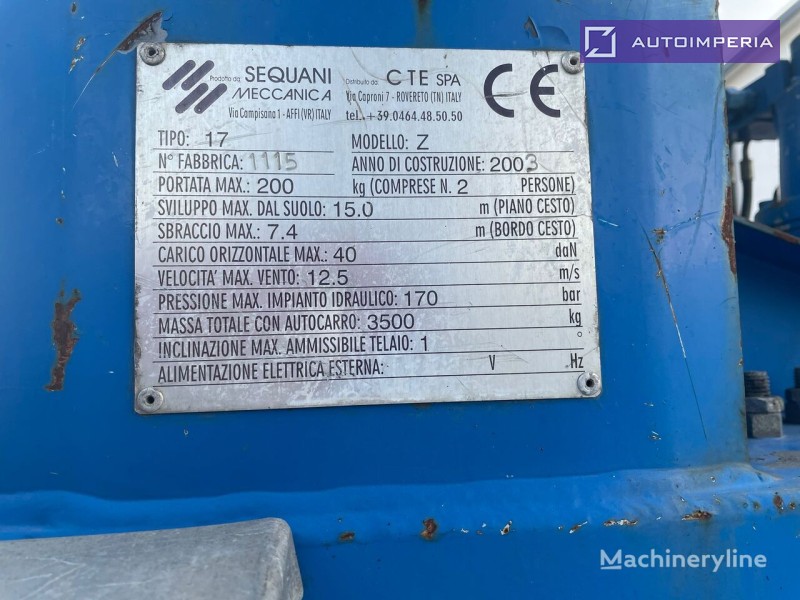 AUTOIMPERIA
Prodotto da: SEQUANI MECCANICA
Via Campisana 1 - AFFI (VR) ITALY
Distribuito da: CTE SPA
Via Caproni 7 - ROVERETO (TN) ITALY
tel. +39.0464.48.50.50
CE
TIPO: 17 MODELLO: Z
N° FABBRICA: 1115 ANNO DI COSTRUZIONE: 2003
PORTATA MAX.: 200 kg (COMPRESE N. 2 PERSONE)
SVILUPPO MAX. DAL SUOLO: 15.0 m (PIANO CESTO)
SBRACCIO MAX.: 7.4 m (BORDO CESTO)
CARICO ORIZZONTALE MAX.: 40 daN
VELOCITA' MAX. VENTO: 12.5 m/s
PRESSIONE MAX. IMPIANTO IDRAULICO: 170 bar
MASSA TOTALE CON AUTOCARRO: 3500 kg
INCLINAZIONE MAX. AMMISSIBILE TELAIO: 1 °
ALIMENTAZIONE ELETTRICA ESTERNA: V Hz
Machineryline